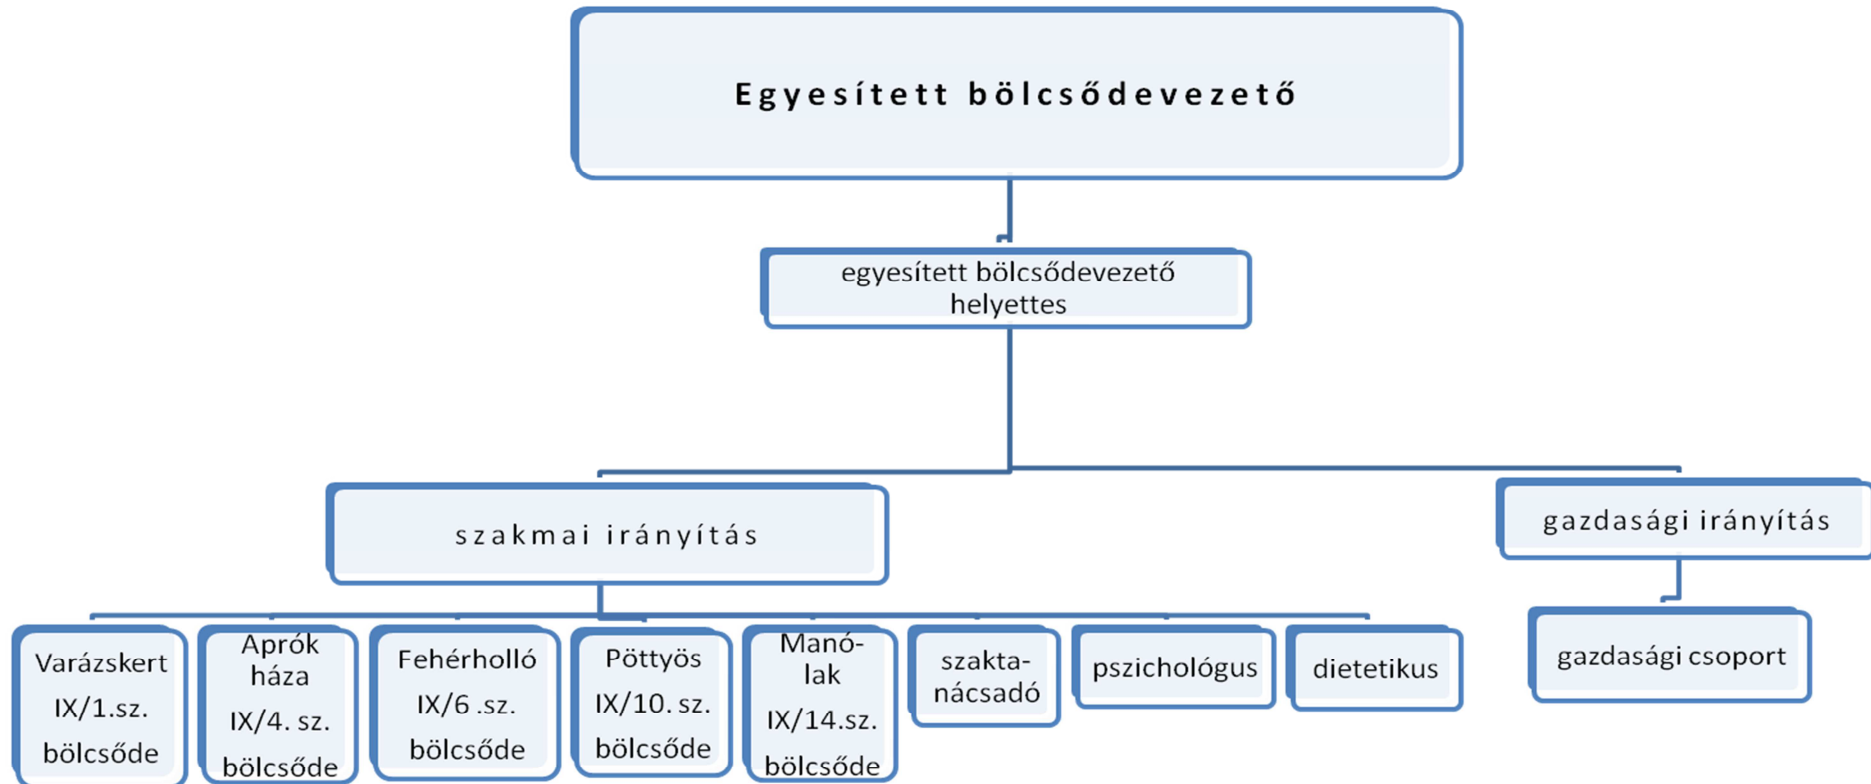 Egyesített bölcsődevezető
egyesített bölcsődevezető
helyettes
szakmai irányítás
gazdasági irányítás
Varázskert
IX/1.sz.
bölcsőde
Aprók
háza
IX/4. sz.
bölcsőde
Fehérholló
IX/6 .sz.
bölcsőde
Pöttyös
IX/10. sz.
bölcsőde
Manó-
lak
IX/14.sz.
bölcsőde
szakta-
nácsadó
pszichológus
dietetikus
gazdasági csoport